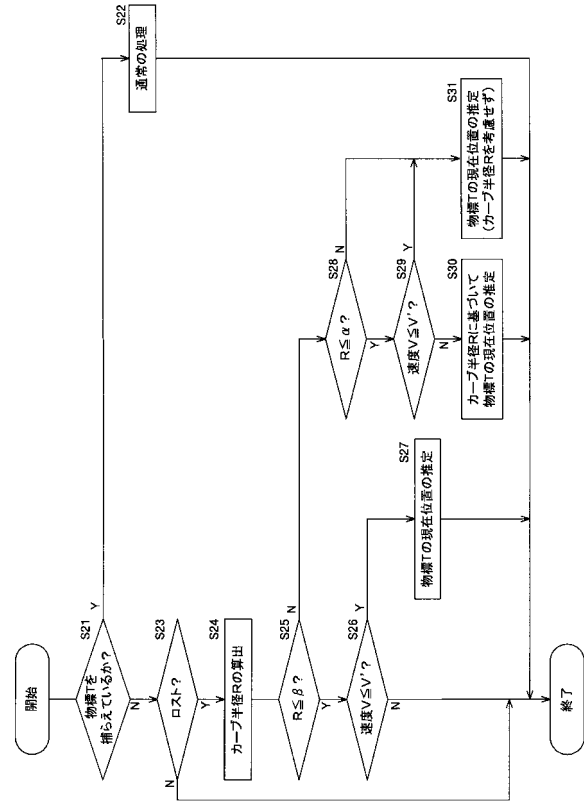 開始
S21
物標Tを
捕らえているか?
Y
N
S22
通常の処理
S23
ロスト?
N
Y
S24
カーブ半径Rの算出
S25
R≦β?
N
Y
S26
速度V≦V'?
Y
N
S27
物標Tの現在位置の推定
S28
R≦α?
N
Y
S29
速度V≦V'?
Y
N
S30
カーブ半径Rに基づいて
物標Tの現在位置の推定
S31
物標Tの現在位置の推定
(カーブ半径Rを考慮せず)
終了